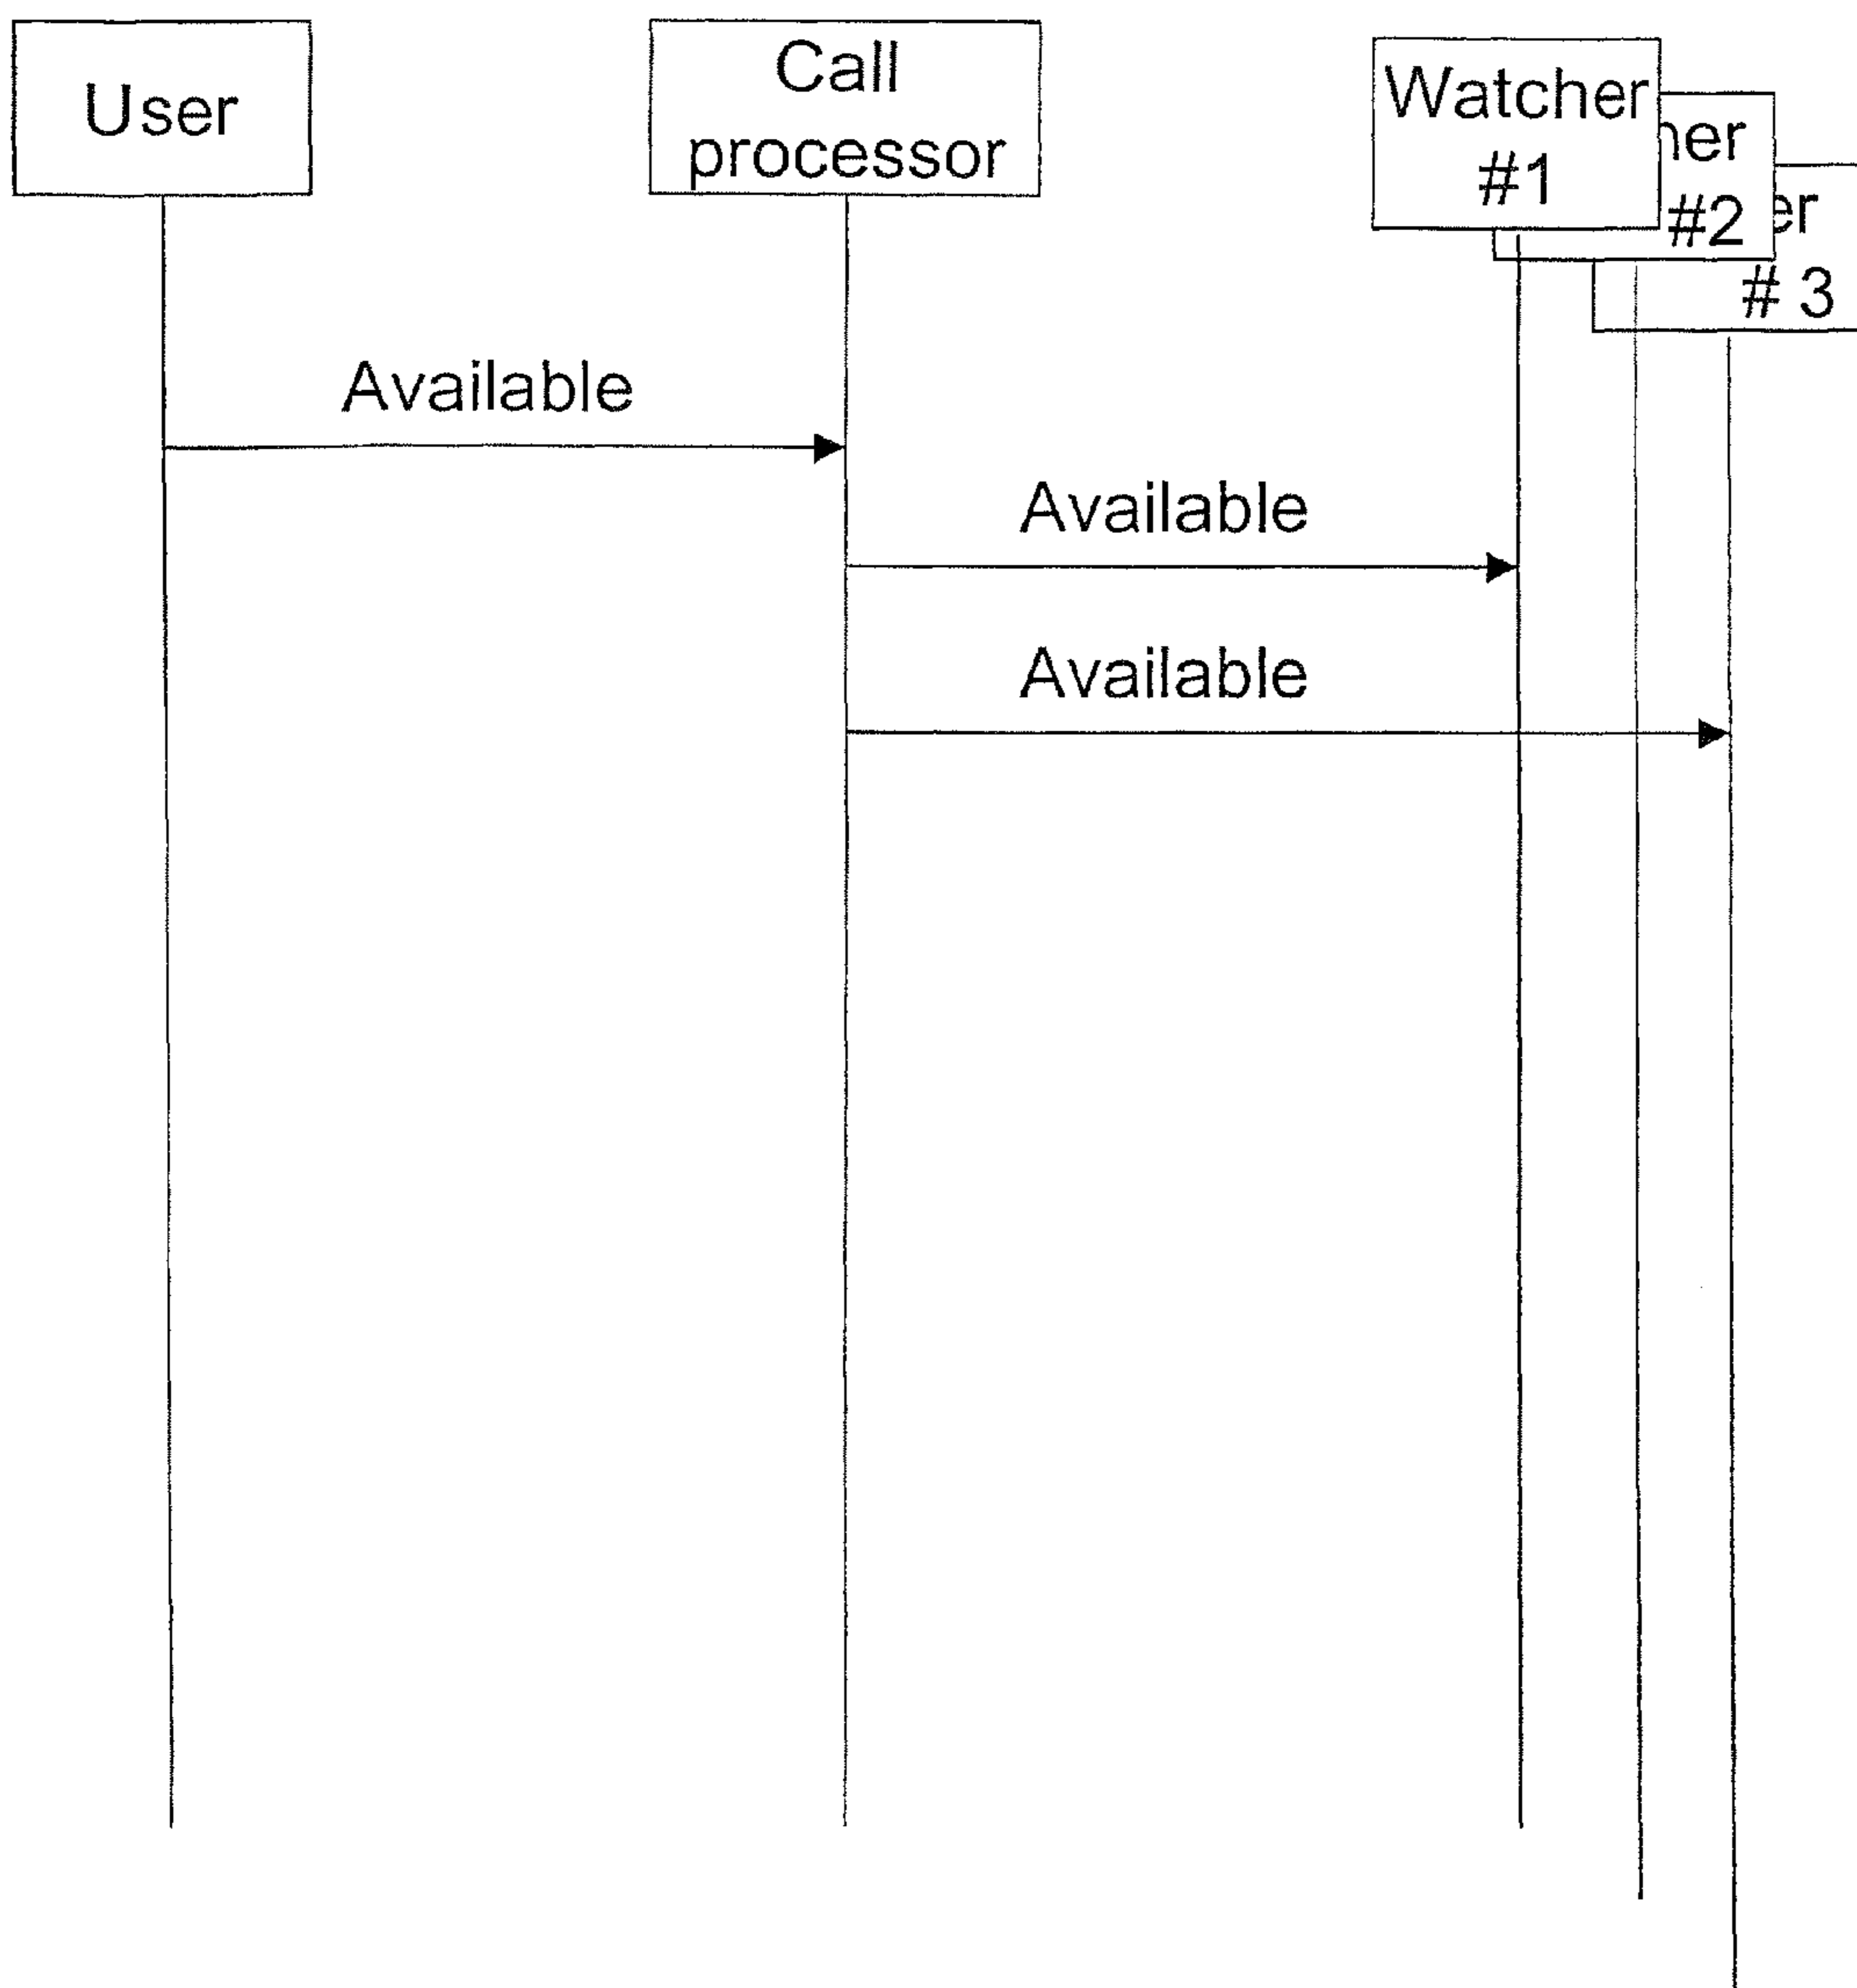 User
Call
processor
Watcher
#1
her
#2
er
# 3
Available
Available
Available